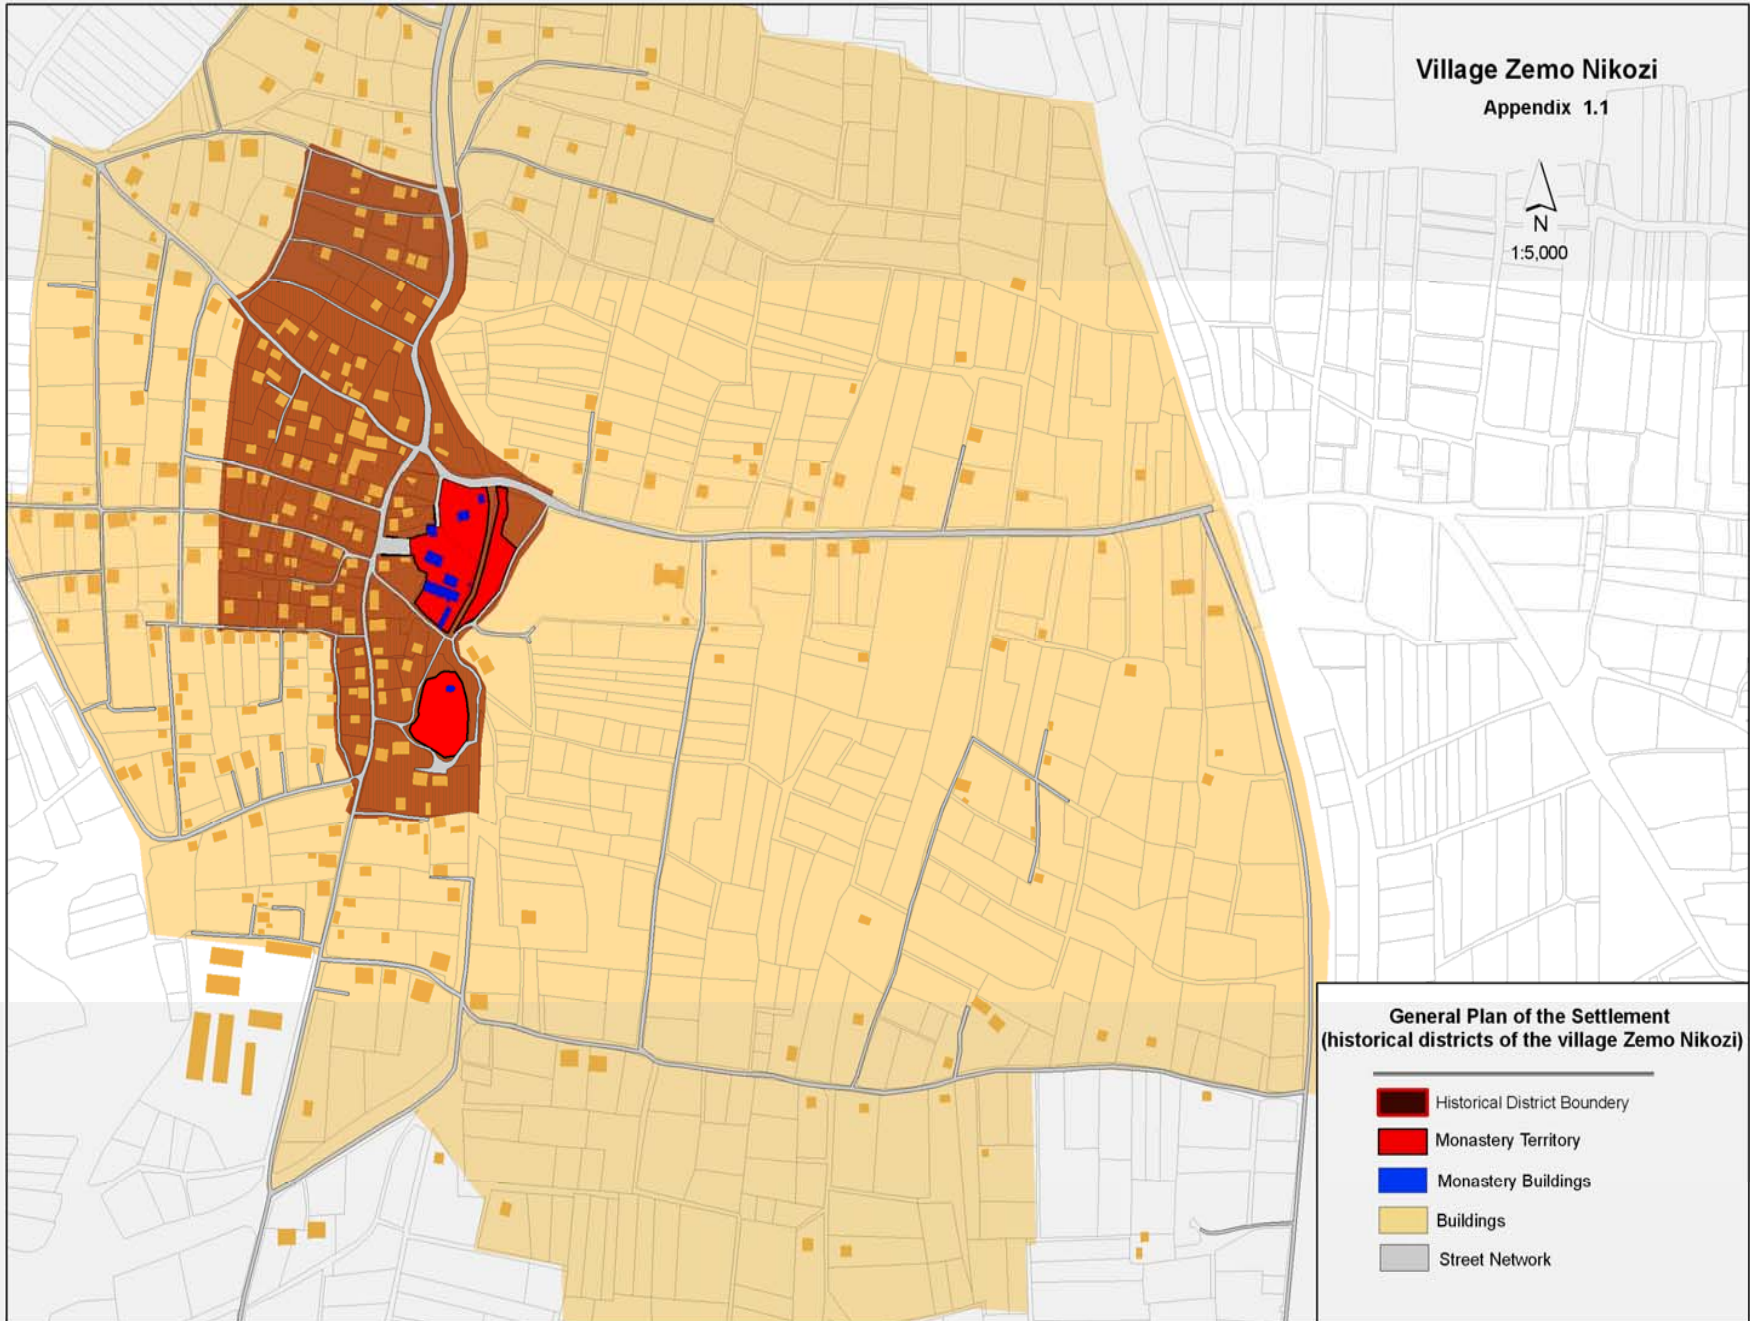 Village Zemo Nikozi
Appendix 1.1
N
1:5,000
General Plan of the Settlement
(historical districts of the village Zemo Nikozi)
Historical District Boundery
Monastery Territory
Monastery Buildings
Buildings
Street Network